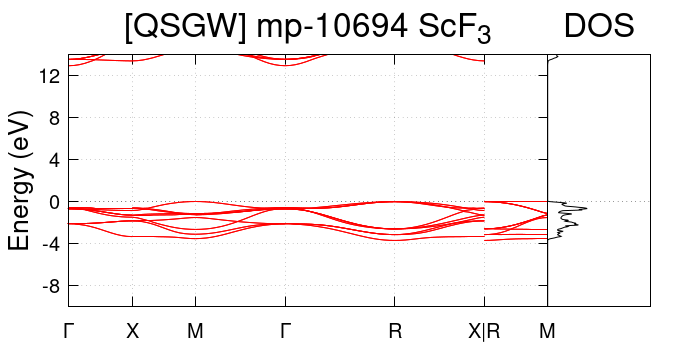 [QSGW] mp-10694 ScF₃ DOS
Energy (eV)
12
8
4
0
-4
-8
Γ X M Γ R X|R M